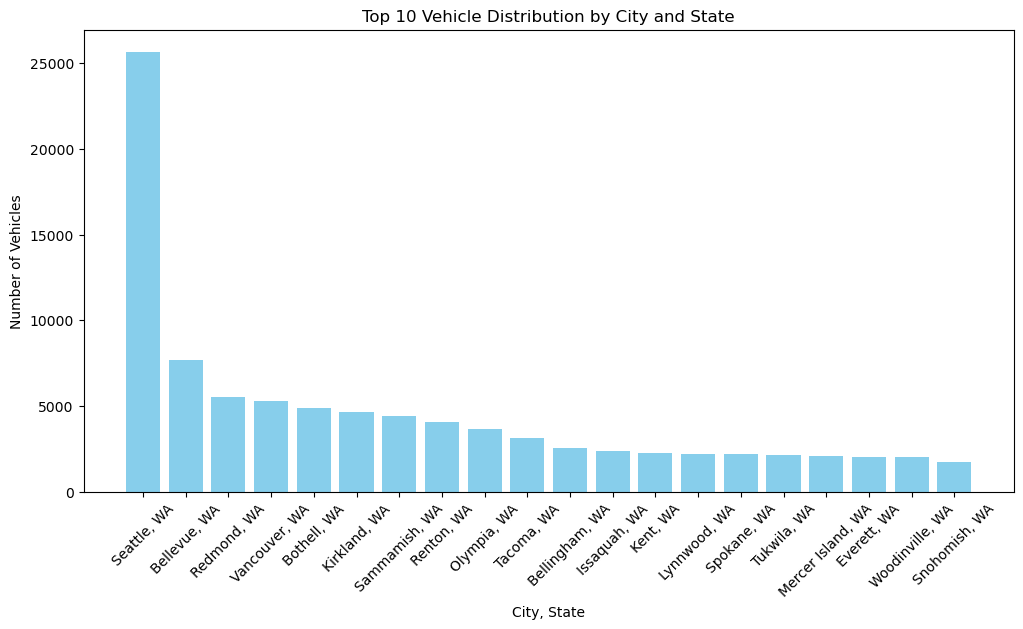 Top 10 Vehicle Distribution by City and State
Number of Vehicles
25000
20000
15000
10000
5000
0
Seattle, WA
Bellevue, WA
Redmond, WA
Vancouver, WA
Bothell, WA
Kirkland, WA
Sammamish, WA
Renton, WA
Olympia, WA
Tacoma, WA
Bellingham, WA
Issaquah, WA
Kent, WA
Lynnwood, WA
Spokane, WA
Tukwila, WA
Mercer Island, WA
Everett, WA
Woodinville, WA
Snohomish, WA
City, State